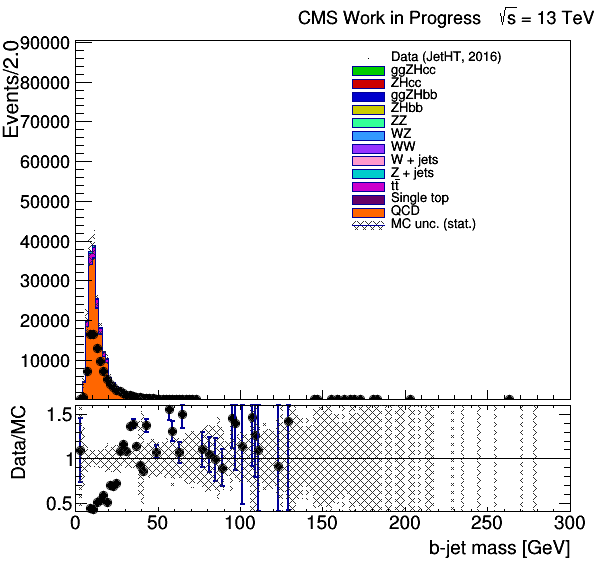 CMS Work in Progress √s = 13 TeV
Events/2.0
90000
80000
70000
60000
50000
40000
30000
20000
10000
Data (JetHT, 2016)
ggZHcc
ZHcc
ggZHbb
ZHbb
ZZ
WZ
WW
W + jets
Z + jets
tt̄
Single top
QCD
MC unc. (stat.)
Data/MC
1.5
1
0.5
0 50 100 150 200 250 300
b-jet mass [GeV]